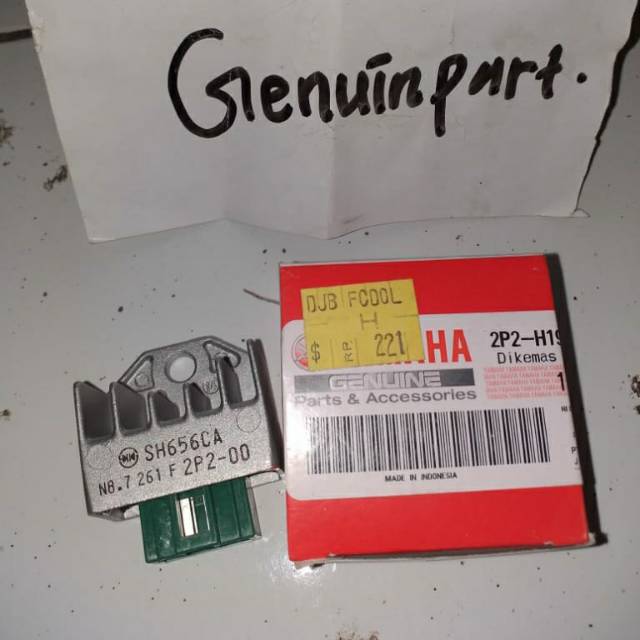 Genuinpart.
DJB FCOOL
H
$ RP 221
YAMAHA
GENUINE
Parts & Accessories
2P2-H19
Dikemas
MADE IN INDONESIA
SH656CA
N8.7 261 F 2P2-00